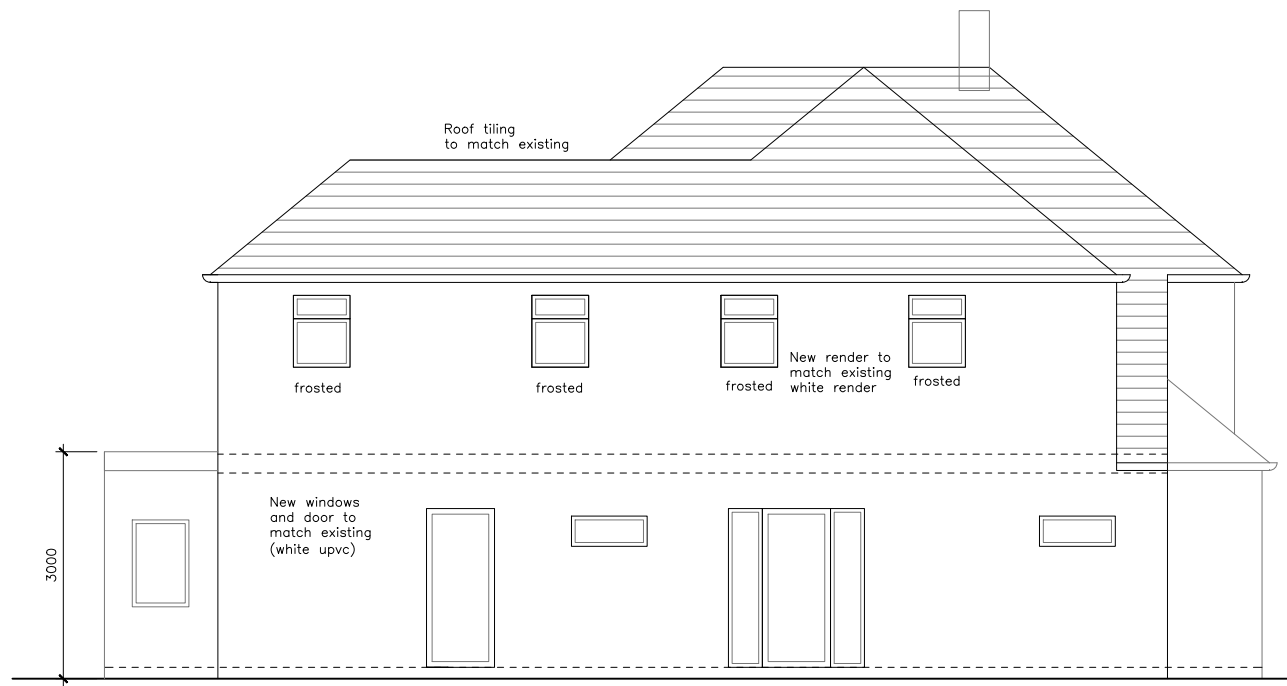 Roof tiling
to match existing
frosted
frosted
frosted
New render to
match existing
white render
frosted
New windows
and door to
match existing
(white upvc)
3000